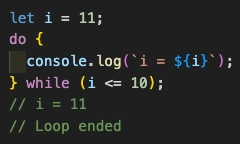 let i = 11;
do {
  console.log(`i = ${i}`);
} while (i <= 10);
// i = 11
// Loop ended